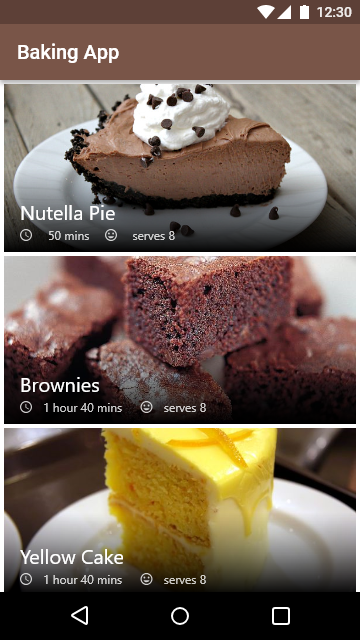 12:30
Baking App
Nutella Pie
50 mins serves 8
Brownies
1 hour 40 mins serves 8
Yellow Cake
1 hour 40 mins serves 8